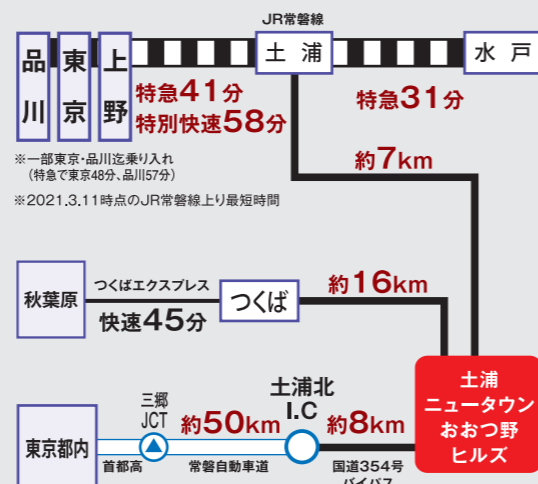 JR常磐線
品川
東京
上野
土浦
水戸
特急41分
特別快速58分
特急31分
※一部東京・品川迄乗り入れ
(特急で東京48分、品川57分)
※2021.3.11時点のJR常磐線上り最短時間
約7km
秋葉原
つくばエクスプレス
快速45分
つくば
約16km
土浦
ニュータウン
おおつ野
ヒルズ
東京都内
三郷
JCT
首都高
約50km
常磐自動車道
土浦北
I.C
約8km
国道354号
バイパス